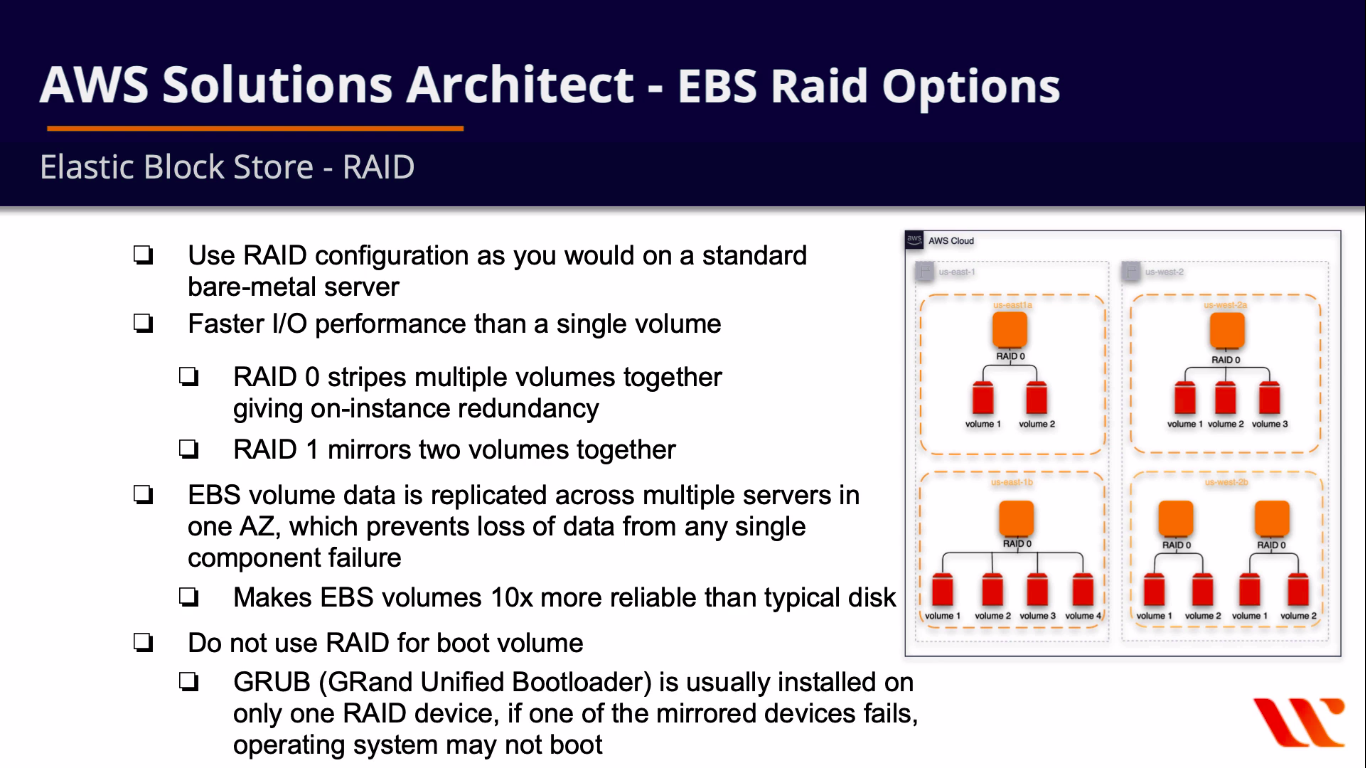 AWS Solutions Architect - EBS Raid Options
Elastic Block Store - RAID
Use RAID configuration as you would on a standard
bare-metal server
Faster I/O performance than a single volume
RAID 0 stripes multiple volumes together
giving on-instance redundancy
RAID 1 mirrors two volumes together
EBS volume data is replicated across multiple servers in
one AZ, which prevents loss of data from any single
component failure
Makes EBS volumes 10x more reliable than typical disk
Do not use RAID for boot volume
GRUB (GRand Unified Bootloader) is usually installed on
only one RAID device, if one of the mirrored devices fails,
operating system may not boot
aws
AWS Cloud
us-east-1
us-east1a
RAID 0
volume 1 volume 2
us-east-1b
RAID 0
volume 1 volume 2 volume 3 volume 4
us-west-2
us-west-2a
RAID 0
volume 1 volume 2 volume 3
us-west-2b
RAID 0 RAID 0
volume 1 volume 2 volume 1 volume 2